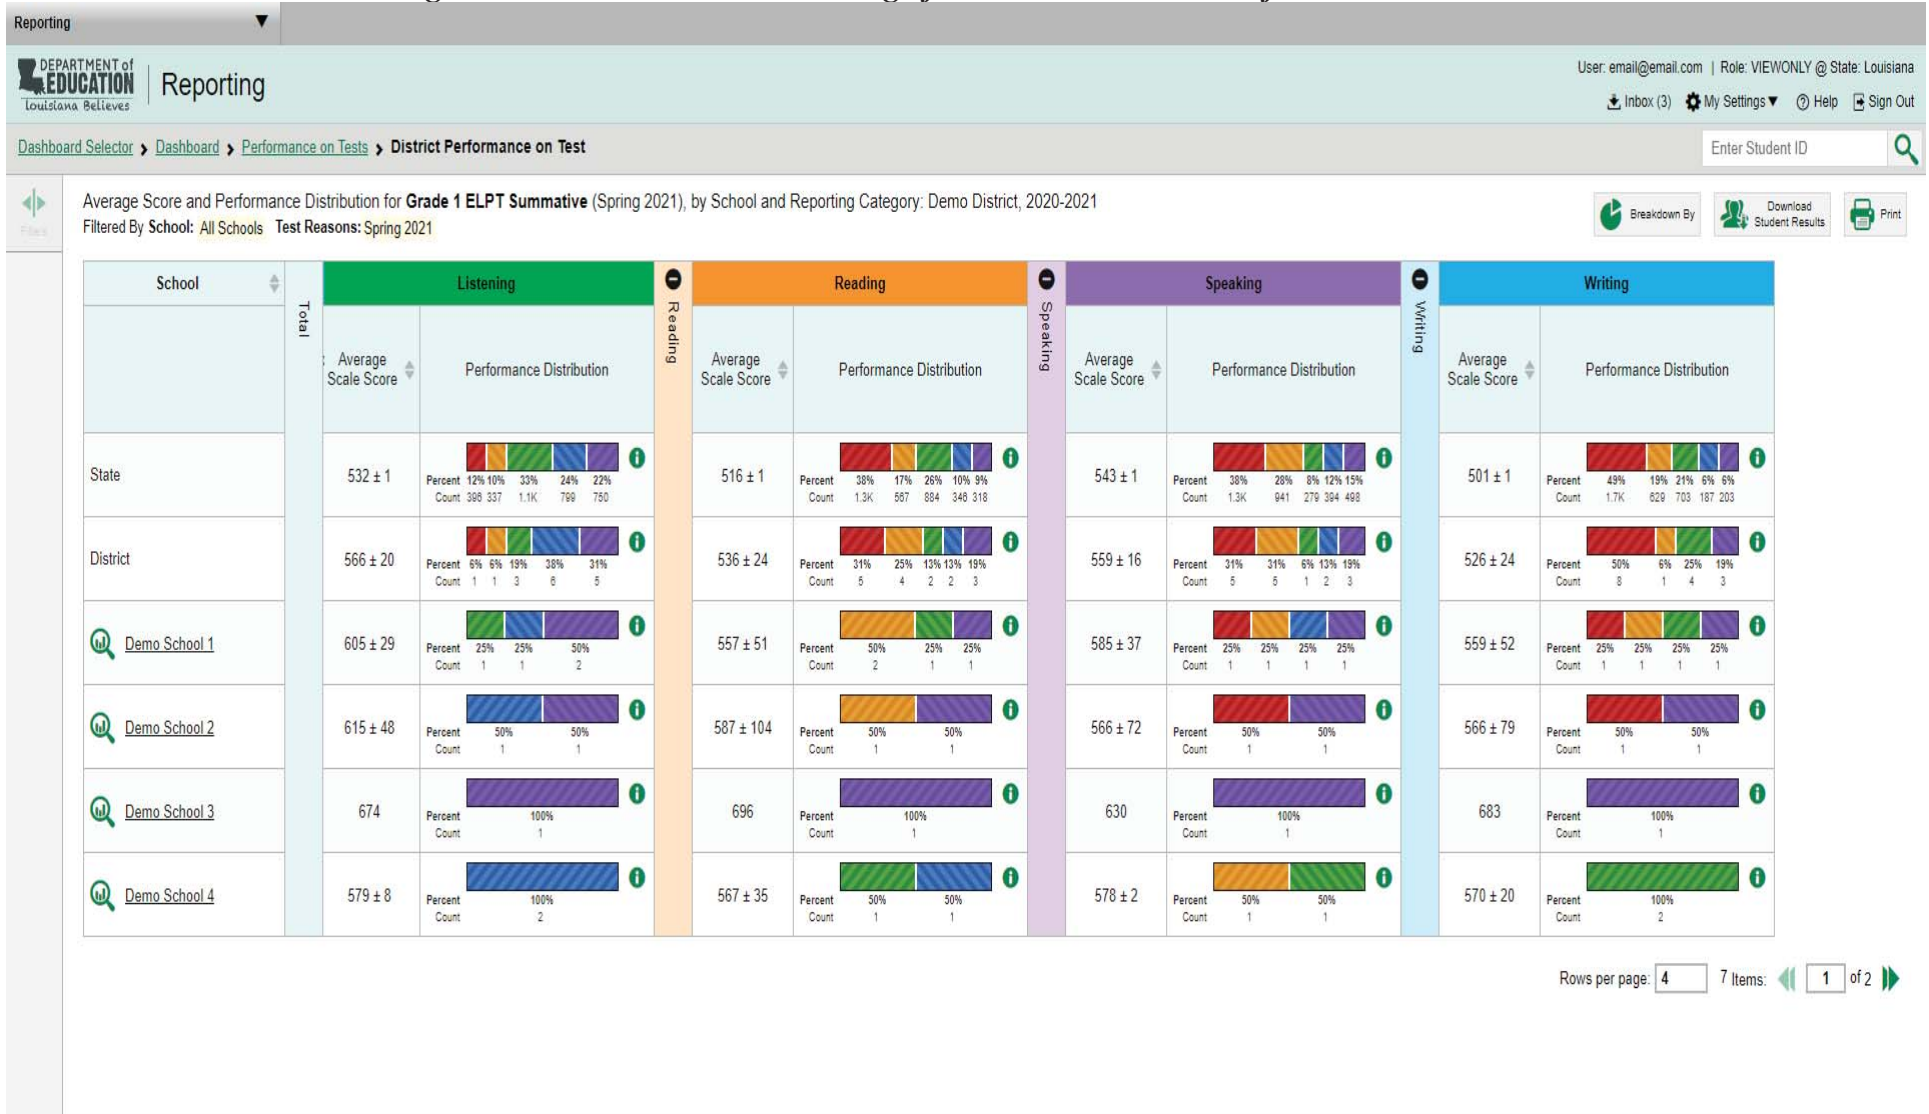 Reporting ▼
DEPARTMENT of
EDUCATION
Louisiana Believes
Reporting
User: email@email.com | Role: VIEWONLY @ State: Louisiana
Inbox (3) My Settings▼ Help Sign Out
Dashboard Selector Dashboard Performance on Tests District Performance on Test
Enter Student ID
Average Score and Performance Distribution for Grade 1 ELPT Summative (Spring 2021), by School and Reporting Category: Demo District, 2020-2021
Filtered By School: All Schools Test Reasons: Spring 2021
Breakdown By
Download
Student Results
Print
School Total Listening Reading Reading Speaking Speaking Writing Writing
Average Scale Score Performance Distribution Average Scale Score Performance Distribution Average Scale Score Performance Distribution Average Scale Score Performance Distribution
State 532 ± 1 516 ± 1 543 ± 1 501 ± 1
Percent 12% 10% 33% 24% 22% Percent 38% 17% 26% 10% 9% Percent 38% 28% 8% 12% 15% Percent 49% 19% 21% 6% 6%
Count 398 337 1.1K 799 750 Count 1.3K 567 884 346 318 Count 1.3K 941 279 394 498 Count 1.7K 629 703 187 203
District 566 ± 20 536 ± 24 559 ± 16 526 ± 24
Percent 6% 6% 19% 38% 31% Percent 31% 25% 13% 13% 19% Percent 31% 31% 6% 13% 19% Percent 50% 6% 25% 19%
Count 1 1 3 6 5 Count 5 4 2 2 3 Count 5 5 1 2 3 Count 8 1 4 3
Demo School 1 605 ± 29 557 ± 51 585 ± 37 559 ± 52
Percent 25% 25% 50% Percent 50% 25% 25% Percent 25% 25% 25% 25% Percent 25% 25% 25% 25%
Count 1 1 2 Count 2 1 1 Count 1 1 1 1 Count 1 1 1 1
Demo School 2 615 ± 48 587 ± 104 566 ± 72 566 ± 79
Percent 50% 50% Percent 50% 50% Percent 50% 50% Percent 50% 50%
Count 1 1 Count 1 1 Count 1 1 Count 1 1
Demo School 3 674 696 630 683
Percent 100% Percent 100% Percent 100% Percent 100%
Count 1 Count 1 Count 1 Count 1
Demo School 4 579 ± 8 567 ± 35 578 ± 2 570 ± 20
Percent 100% Percent 50% 50% Percent 50% 50% Percent 100%
Count 2 Count 1 1 Count 1 1 Count 2
Rows per page: 4 7 Items: 1 of 2